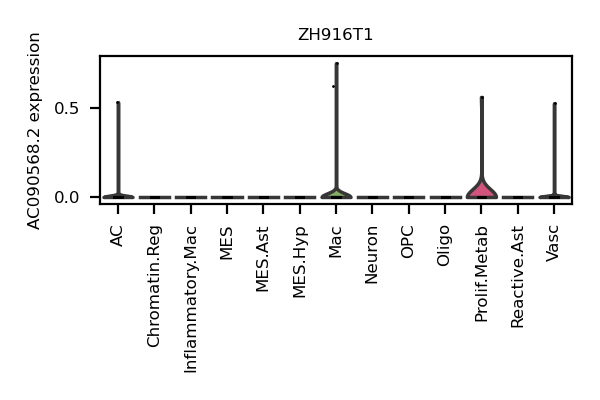 ZH916T1
AC090568.2 expression
0.5
0.0
AC
Chromatin.Reg
Inflammatory.Mac
MES
MES.Ast
MES.Hyp
Mac
Neuron
OPC
Oligo
Prolif.Metab
Reactive.Ast
Vasc